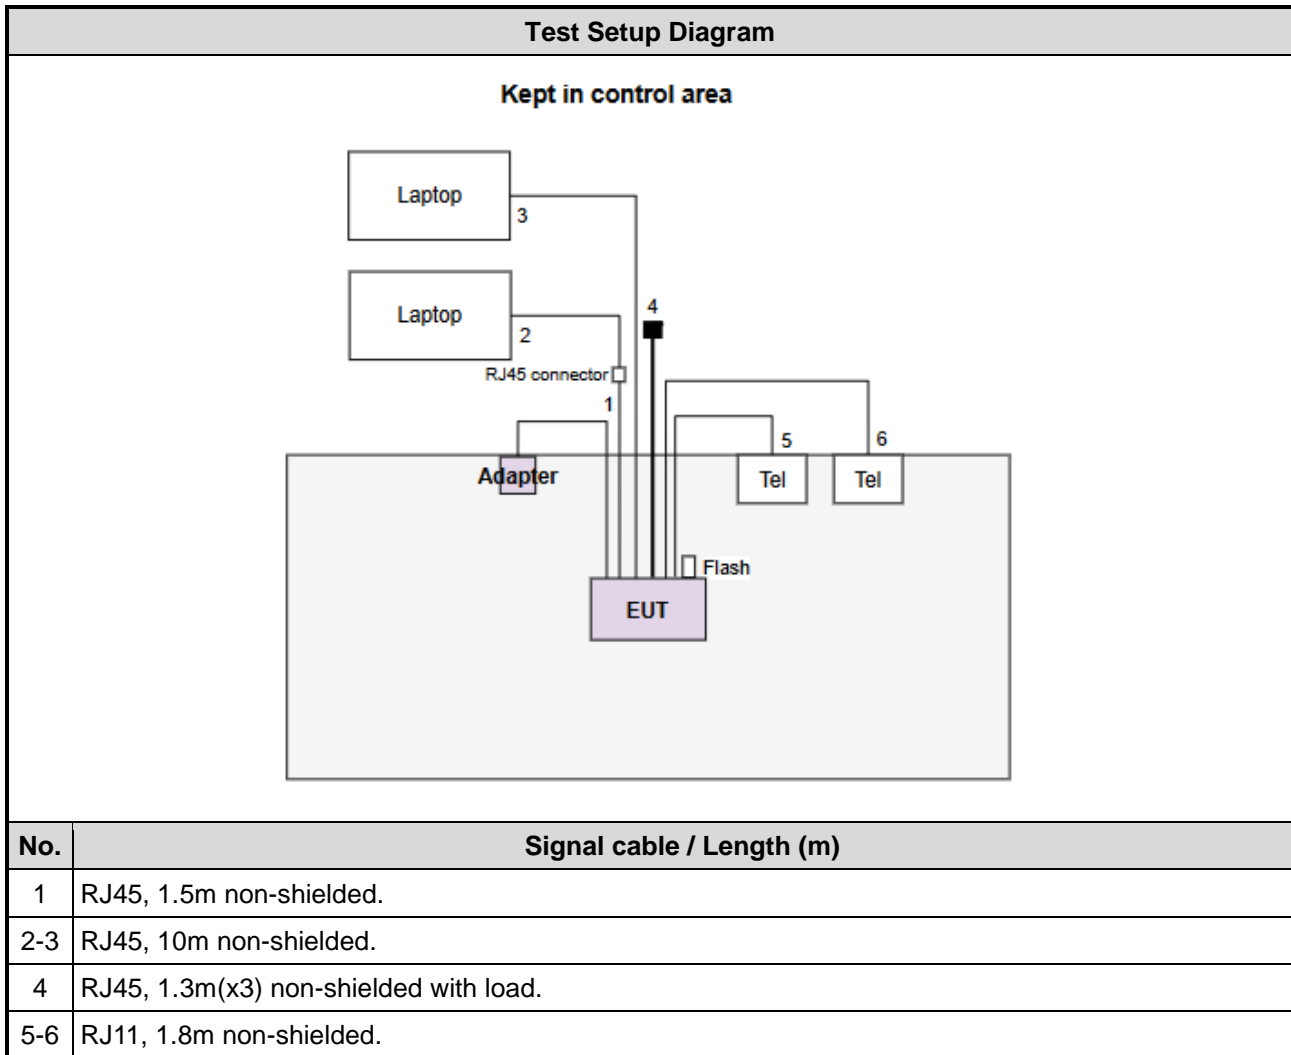 Test Setup Diagram
Kept in control area
Laptop
3
Laptop
2
4
RJ45 connector
1
5
6
Adapter
Tel
Tel
Flash
EUT
No. Signal cable / Length (m)
1 RJ45, 1.5m non-shielded.
2-3 RJ45, 10m non-shielded.
4 RJ45, 1.3m(x3) non-shielded with load.
5-6 RJ11, 1.8m non-shielded.